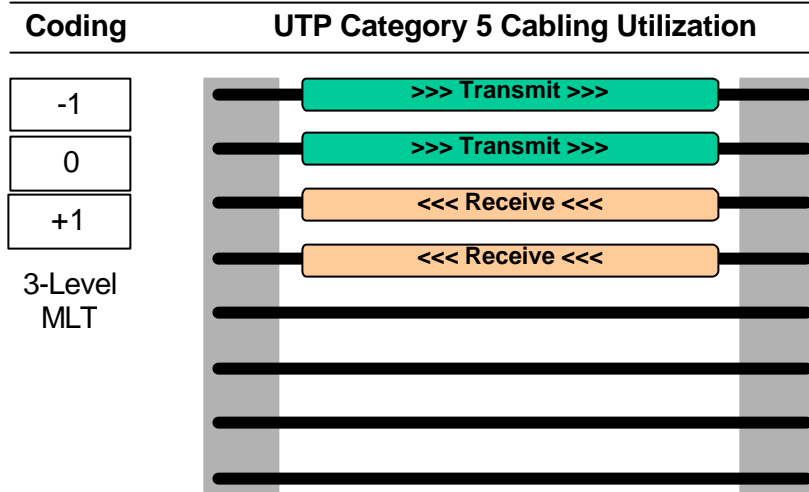 Coding
UTP Category 5 Cabling Utilization
-1
0
+1
3-Level
MLT
>>> Transmit >>>
>>> Transmit >>>
<<< Receive <<<
<<< Receive <<<